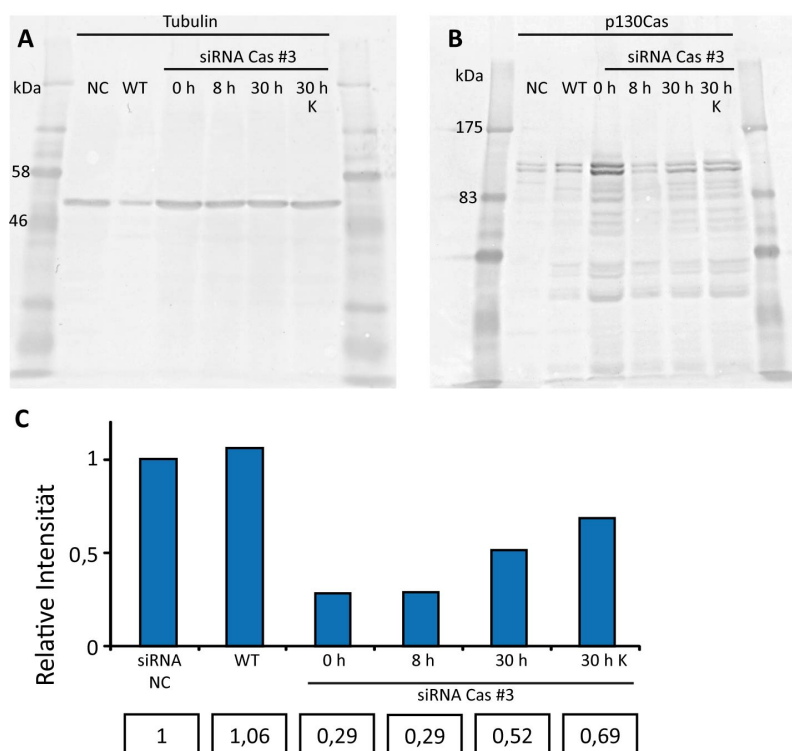 A
Tubulin
siRNA Cas #3
kDa
NC WT 0 h 8 h 30 h 30 h
K
58
46
B
p130Cas
siRNA Cas #3
kDa
NC WT 0 h 8 h 30 h 30 h
K
175
83
C
Relative Intensität
1
0,5
0
siRNA
NC
WT
0 h
8 h
30 h
30 h K
siRNA Cas #3
1 1,06 0,29 0,29 0,52 0,69